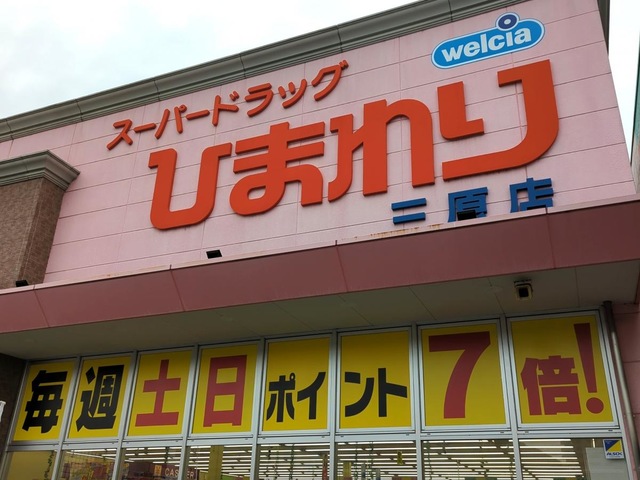 welcia
スーパードラッグ
ひまわり
三原店
毎週土日ポイント7倍!
ALSOK